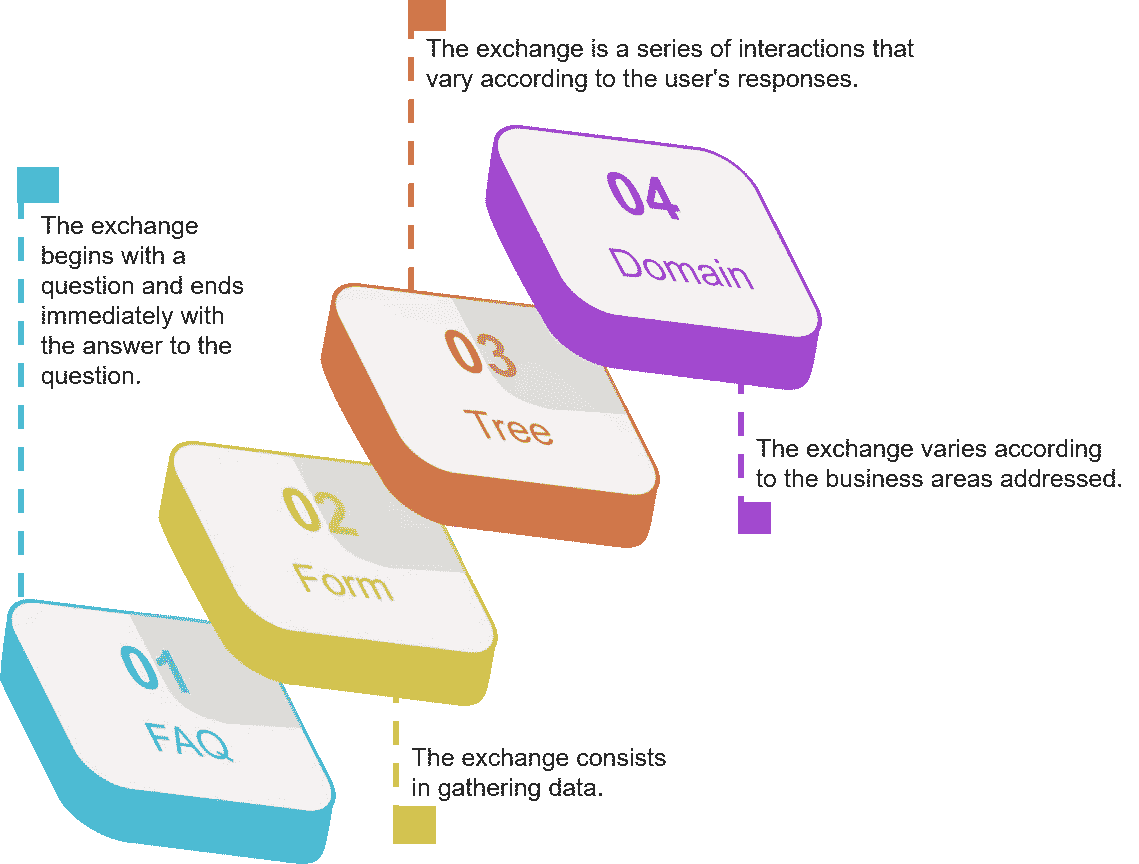 The exchange is a series of interactions that
vary according to the user's responses.
04
Domain
The exchange
begins with a
question and ends
immediately with
the answer to the
question.
03
Tree
The exchange varies according
to the business areas addressed.
02
Form
01
FAQ
The exchange consists
in gathering data.